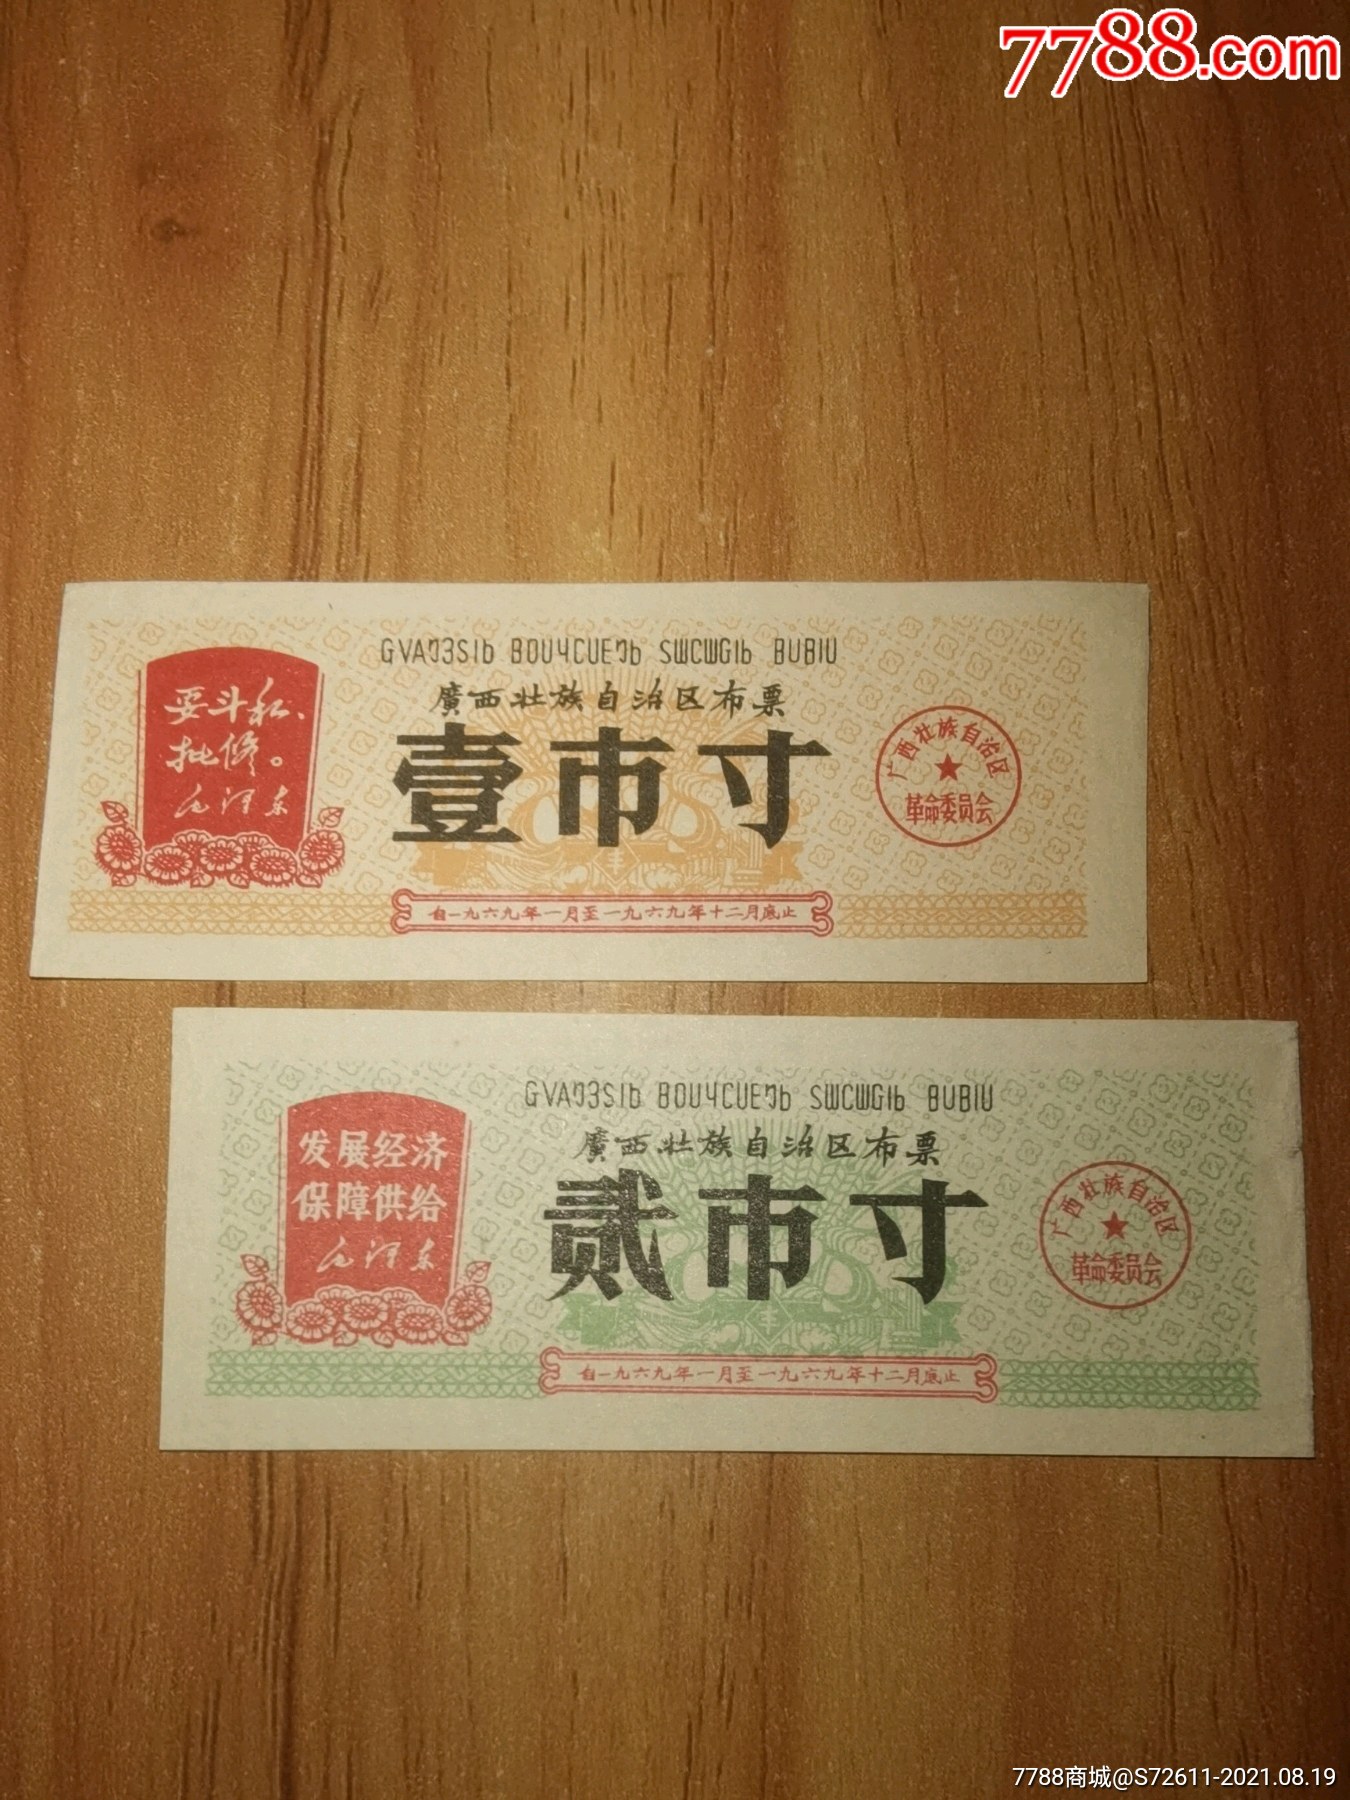 7788.com
GVAŊ3SIb BOUЧCUEŊb SƜCƜGIb BUBIU
廣西壮族自治区布票
要斗私、
批修。
毛泽东
壹市寸
广西壮族自治区
革命委员会
自一九六九年一月至一九六九年十二月底止
GVAŊ3SIb BOUЧCUEŊb SƜCƜGIb BUBIU
廣西壮族自治区布票
发展经济
保障供给
毛泽东
贰市寸
广西壮族自治区
革命委员会
自一九六九年一月至一九六九年十二月底止
7788商城@S72611-2021.08.19